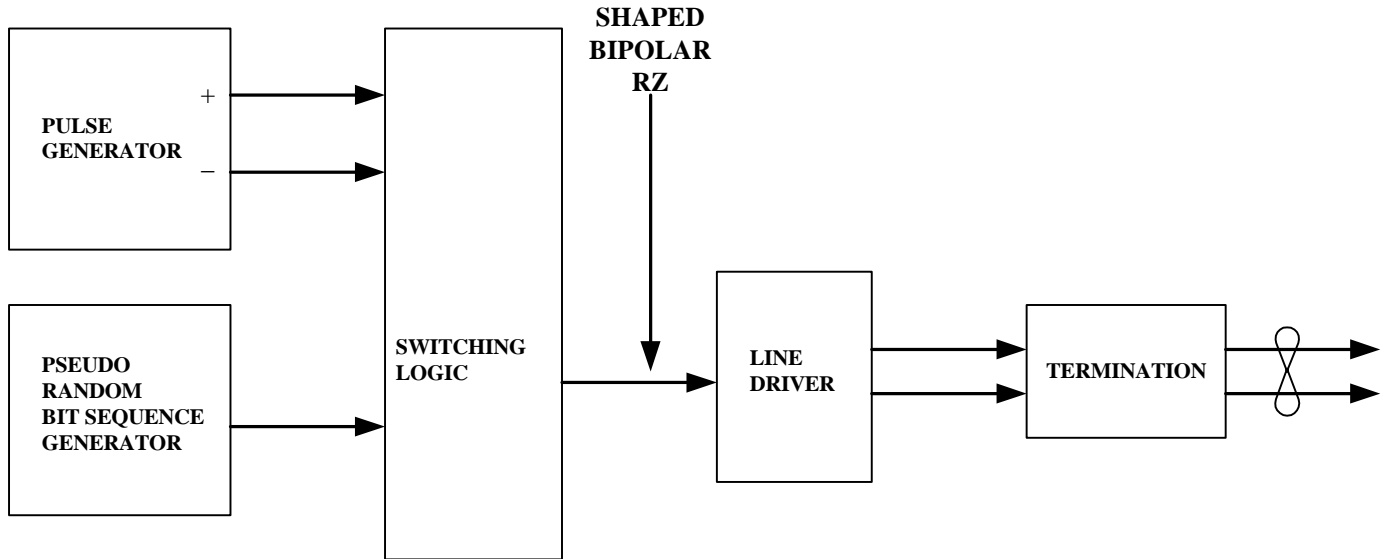 SHAPED
BIPOLAR
RZ
+
PULSE
GENERATOR
−
SWITCHING
LOGIC
LINE
DRIVER
TERMINATION
PSEUDO
RANDOM
BIT SEQUENCE
GENERATOR